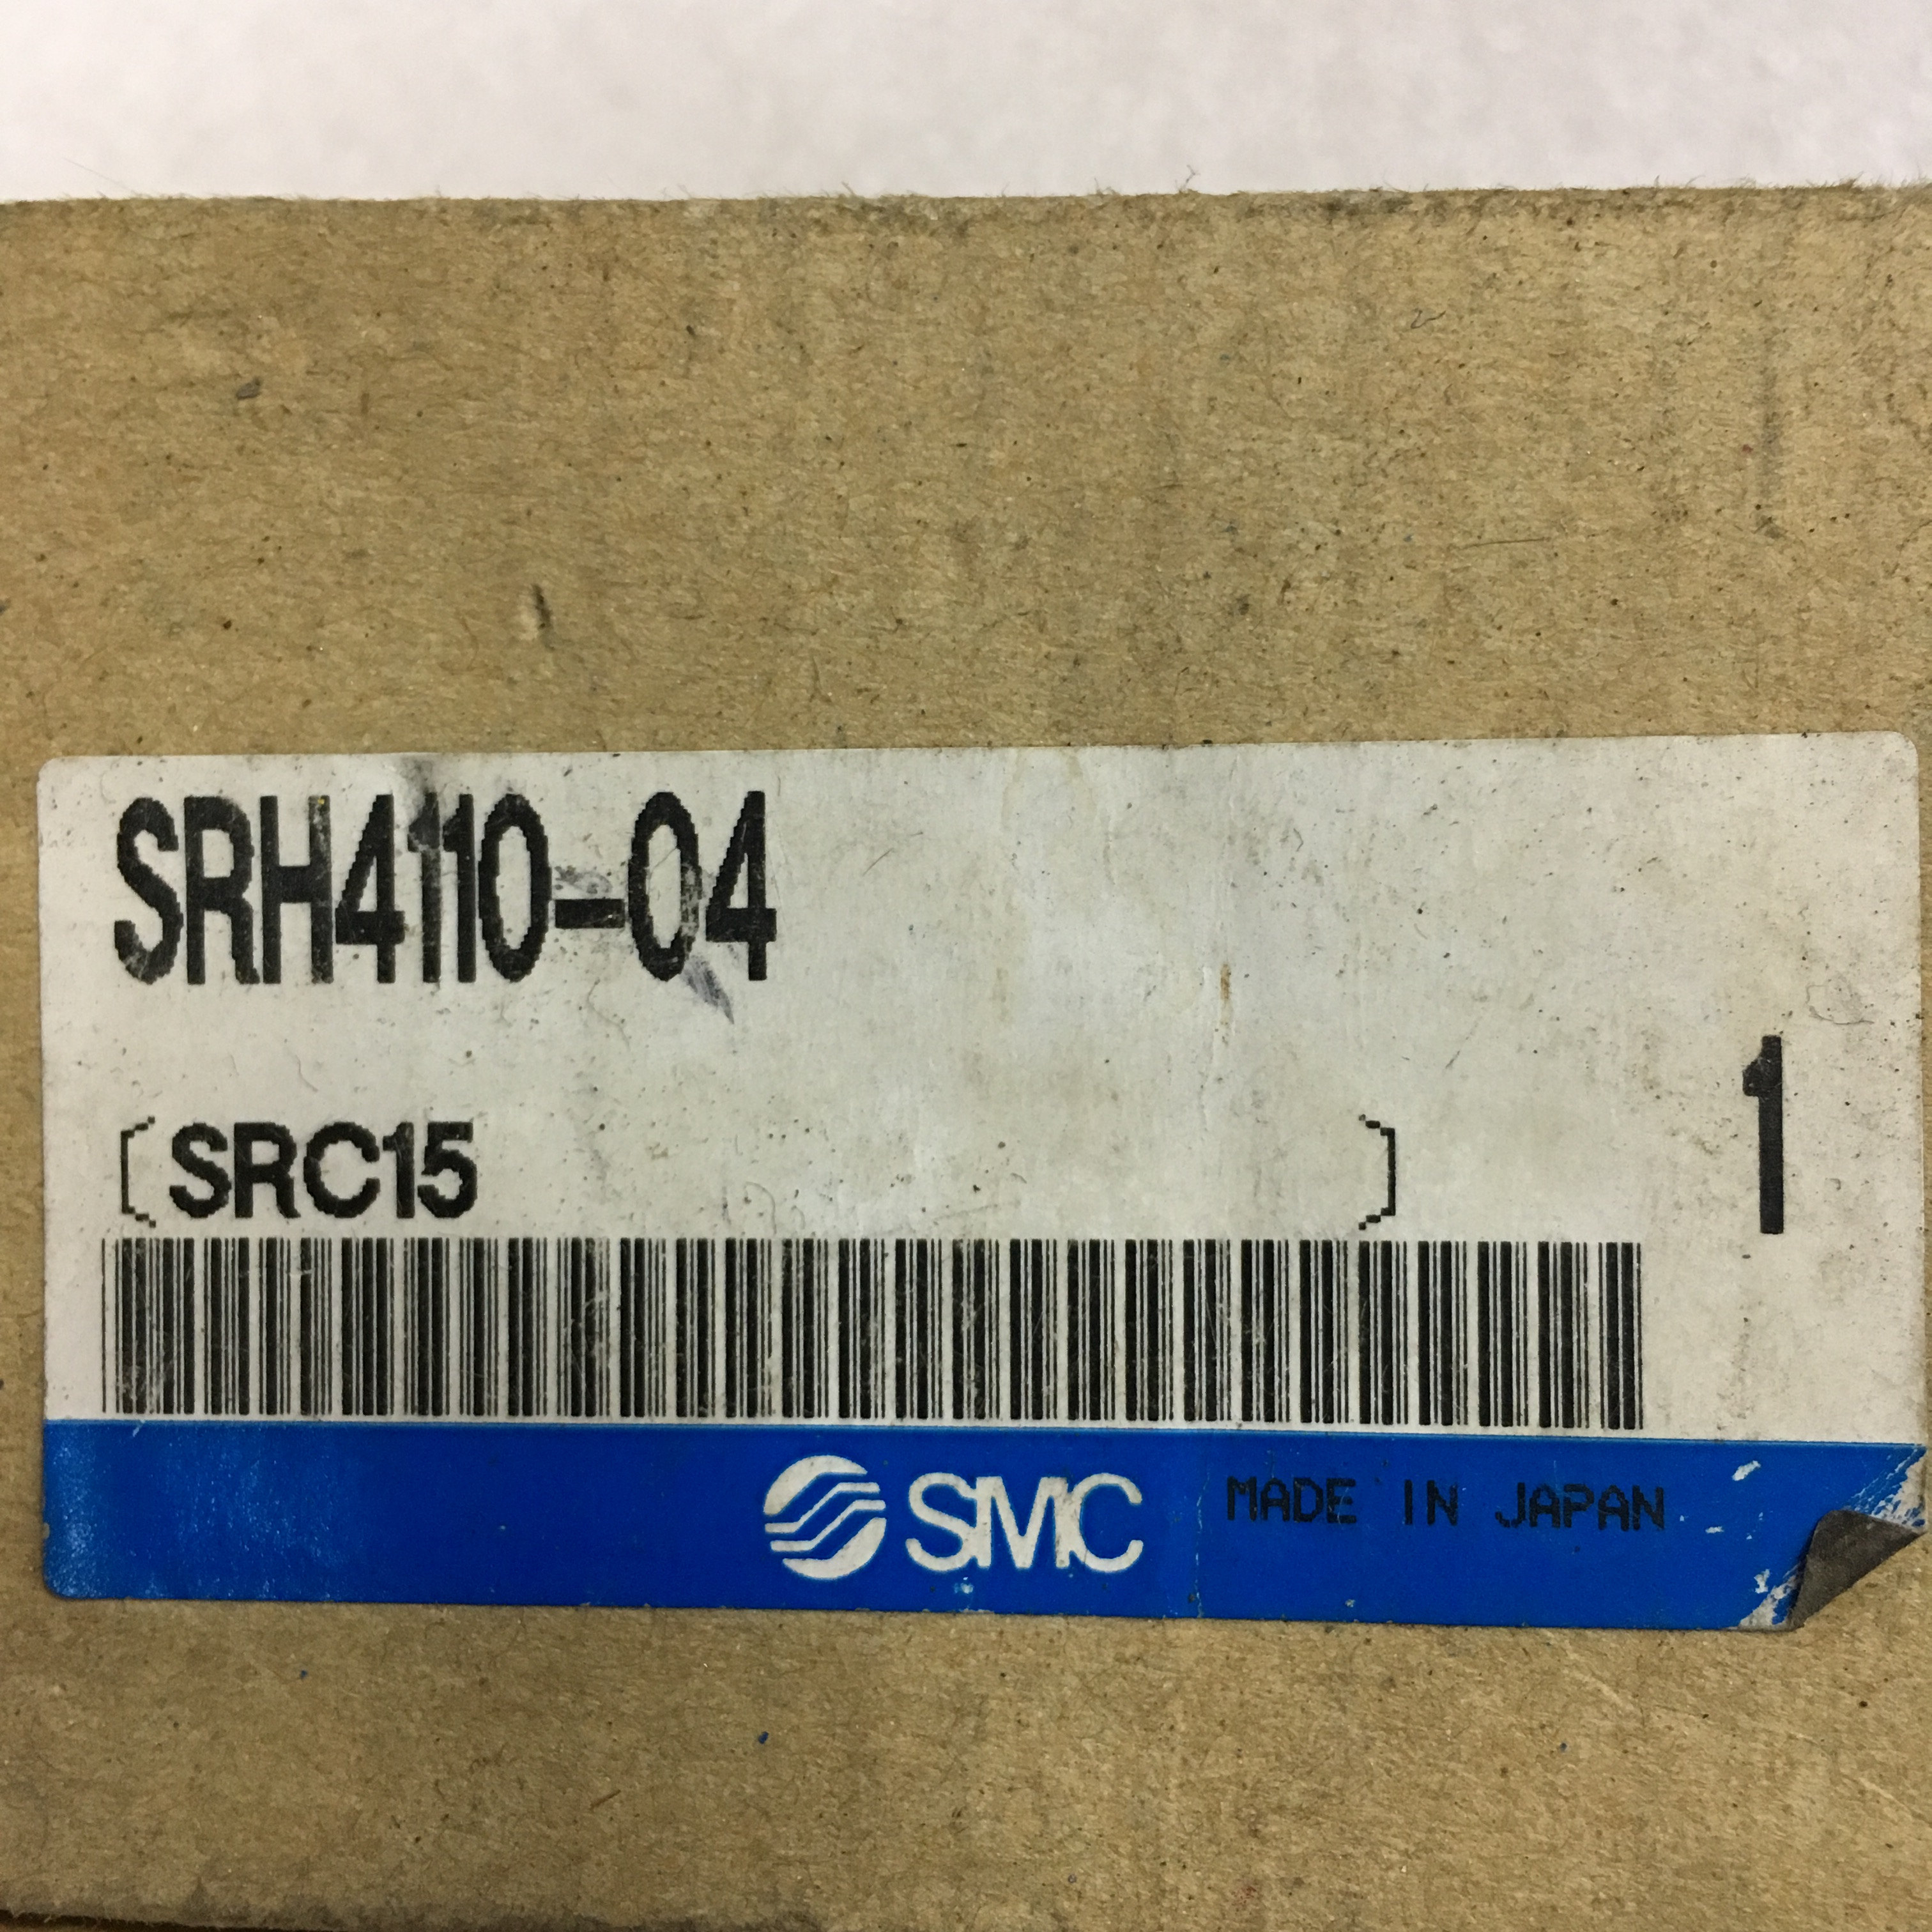 SRH4110-04
[SRC15 ]
1
SMC MADE IN JAPAN